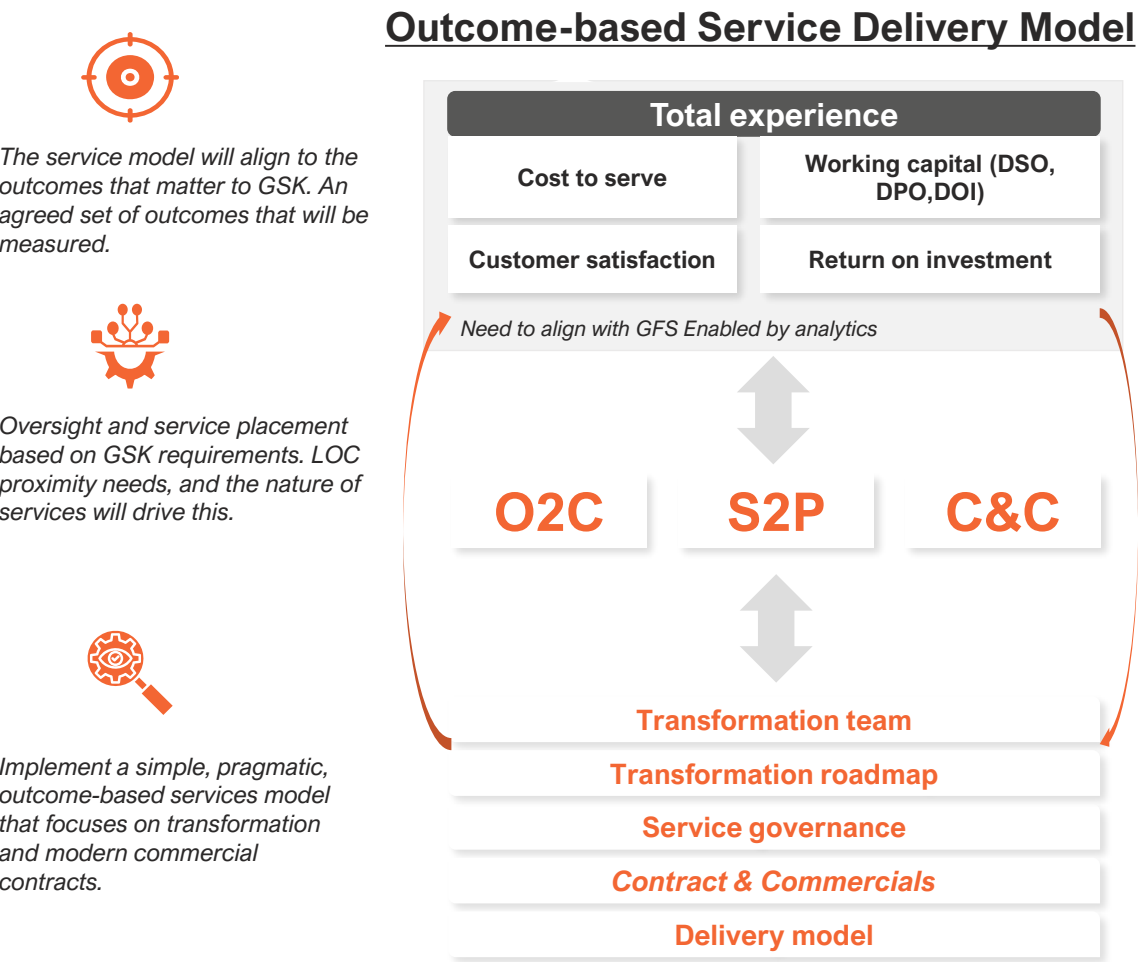 Outcome-based Service Delivery Model
The service model will align to the
outcomes that matter to GSK. An
agreed set of outcomes that will be
measured.
Oversight and service placement
based on GSK requirements. LOC
proximity needs, and the nature of
services will drive this.
Implement a simple, pragmatic,
outcome-based services model
that focuses on transformation
and modern commercial
contracts.
Total experience
Cost to serve
Working capital (DSO,
DPO,DOI)
Customer satisfaction
Return on investment
Need to align with GFS Enabled by analytics
O2C
S2P
C&C
Transformation team
Transformation roadmap
Service governance
Contract & Commercials
Delivery model